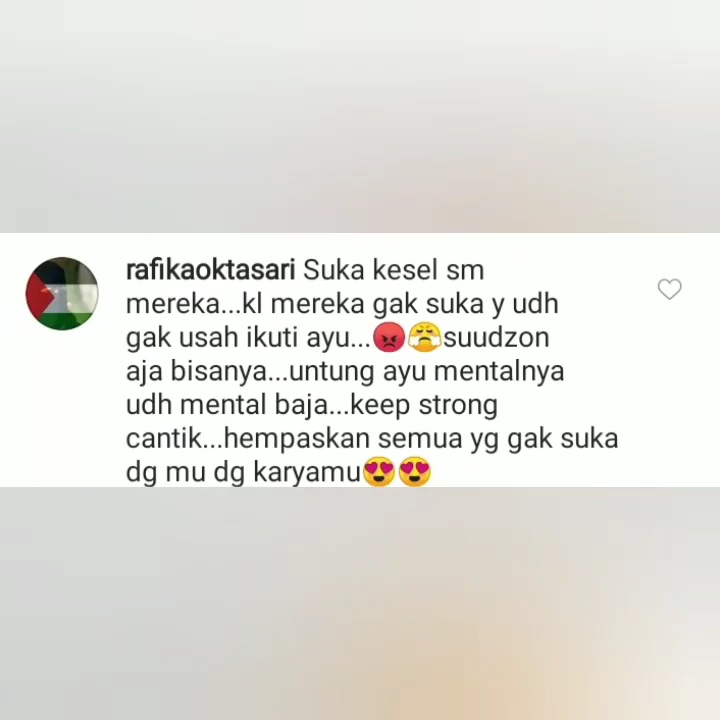 rafikaoktasari Suka kesel sm
mereka...kl mereka gak suka y udh
gak usah ikuti ayu...😡😤suudzon
aja bisanya...untung ayu mentalnya
udh mental baja...keep strong
cantik...hempaskan semua yg gak suka
dg mu dg karyamu😍😍